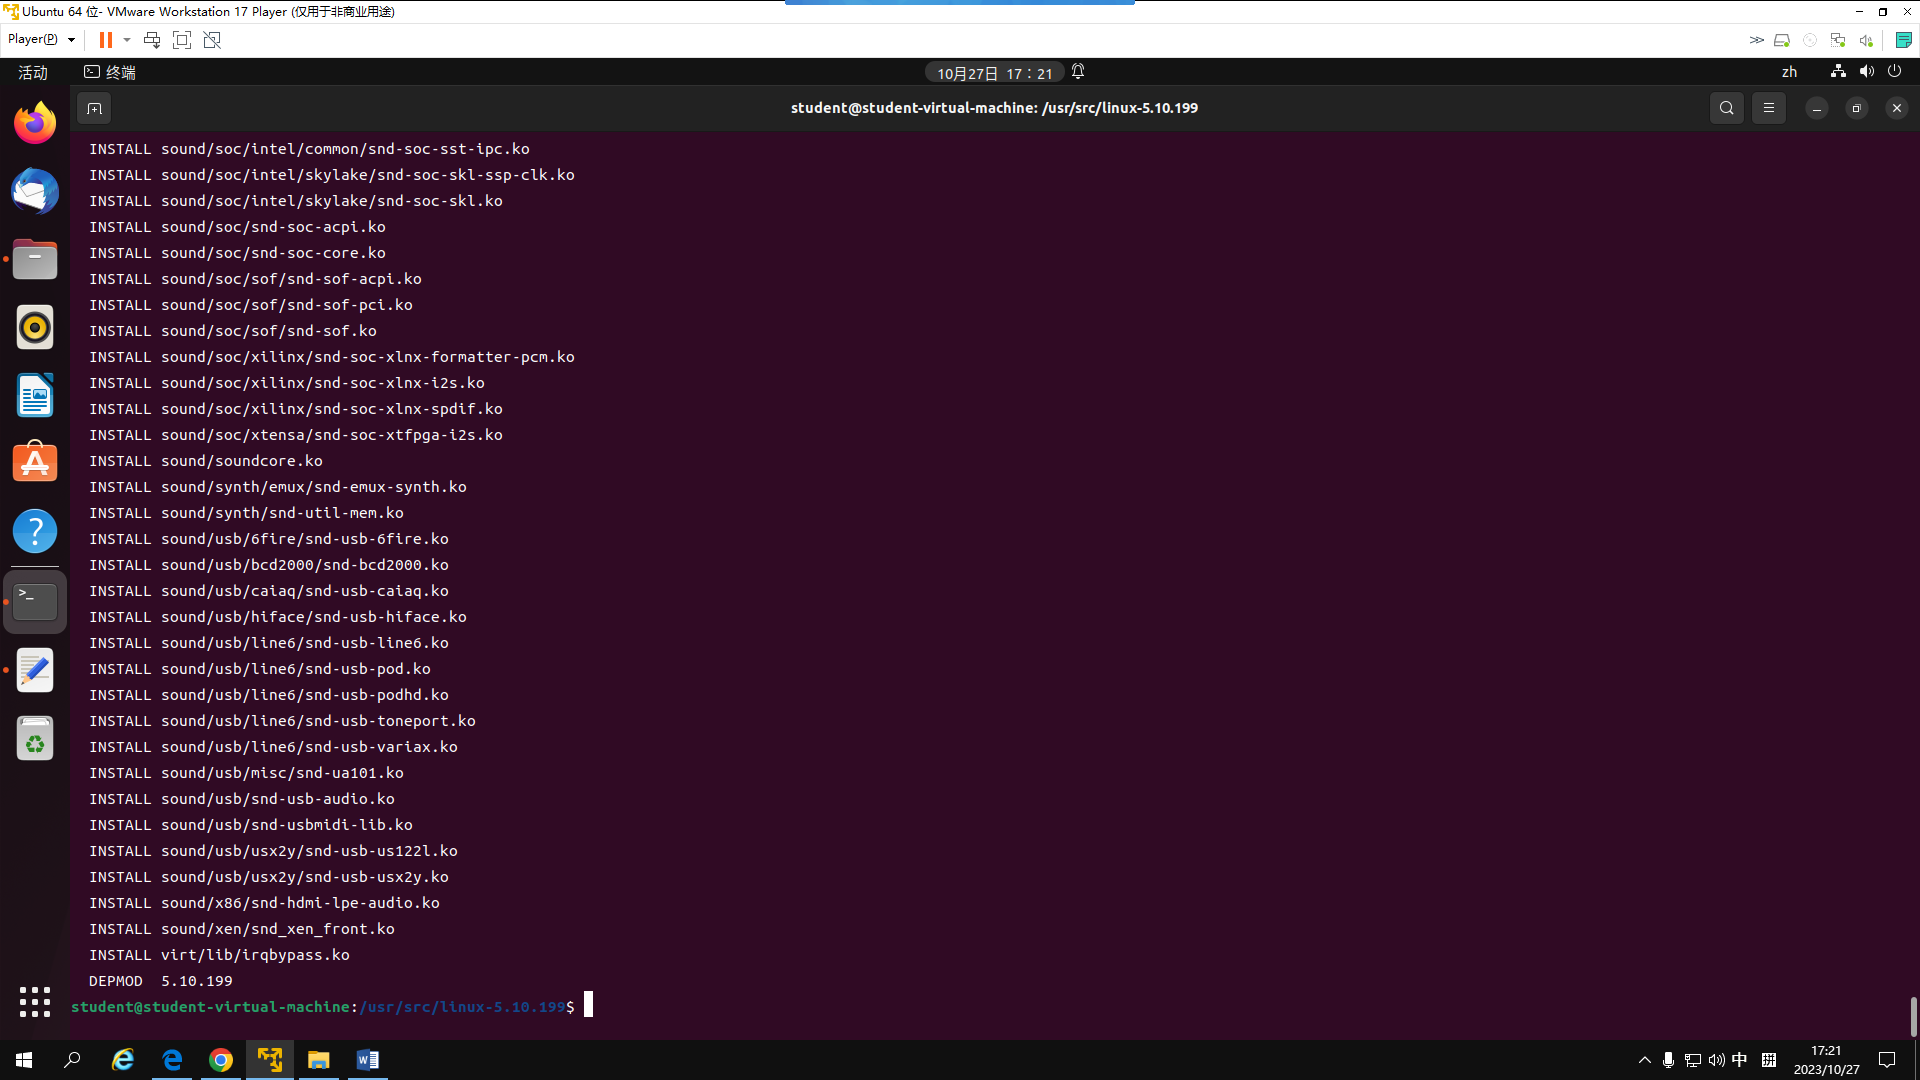 Ubuntu 64 位- VMware Workstation 17 Player (仅用于非商业用途)
Player(P)
活动
终端
10月27日 17：21
zh
student@student-virtual-machine: /usr/src/linux-5.10.199
INSTALL sound/soc/intel/common/snd-soc-sst-ipc.ko
INSTALL sound/soc/intel/skylake/snd-soc-skl-ssp-clk.ko
INSTALL sound/soc/intel/skylake/snd-soc-skl.ko
INSTALL sound/soc/snd-soc-acpi.ko
INSTALL sound/soc/snd-soc-core.ko
INSTALL sound/soc/sof/snd-sof-acpi.ko
INSTALL sound/soc/sof/snd-sof-pci.ko
INSTALL sound/soc/sof/snd-sof.ko
INSTALL sound/soc/xilinx/snd-soc-xlnx-formatter-pcm.ko
INSTALL sound/soc/xilinx/snd-soc-xlnx-i2s.ko
INSTALL sound/soc/xilinx/snd-soc-xlnx-spdif.ko
INSTALL sound/soc/xtensa/snd-soc-xtfpga-i2s.ko
INSTALL sound/soundcore.ko
INSTALL sound/synth/emux/snd-emux-synth.ko
INSTALL sound/synth/snd-util-mem.ko
INSTALL sound/usb/6fire/snd-usb-6fire.ko
INSTALL sound/usb/bcd2000/snd-bcd2000.ko
INSTALL sound/usb/caiaq/snd-usb-caiaq.ko
INSTALL sound/usb/hiface/snd-usb-hiface.ko
INSTALL sound/usb/line6/snd-usb-line6.ko
INSTALL sound/usb/line6/snd-usb-pod.ko
INSTALL sound/usb/line6/snd-usb-podhd.ko
INSTALL sound/usb/line6/snd-usb-toneport.ko
INSTALL sound/usb/line6/snd-usb-variax.ko
INSTALL sound/usb/misc/snd-ua101.ko
INSTALL sound/usb/snd-usb-audio.ko
INSTALL sound/usb/snd-usbmidi-lib.ko
INSTALL sound/usb/usx2y/snd-usb-us122l.ko
INSTALL sound/usb/usx2y/snd-usb-usx2y.ko
INSTALL sound/x86/snd-hdmi-lpe-audio.ko
INSTALL sound/xen/snd_xen_front.ko
INSTALL virt/lib/irqbypass.ko
DEPMOD  5.10.199
student@student-virtual-machine:/usr/src/linux-5.10.199$
中
17:21
2023/10/27